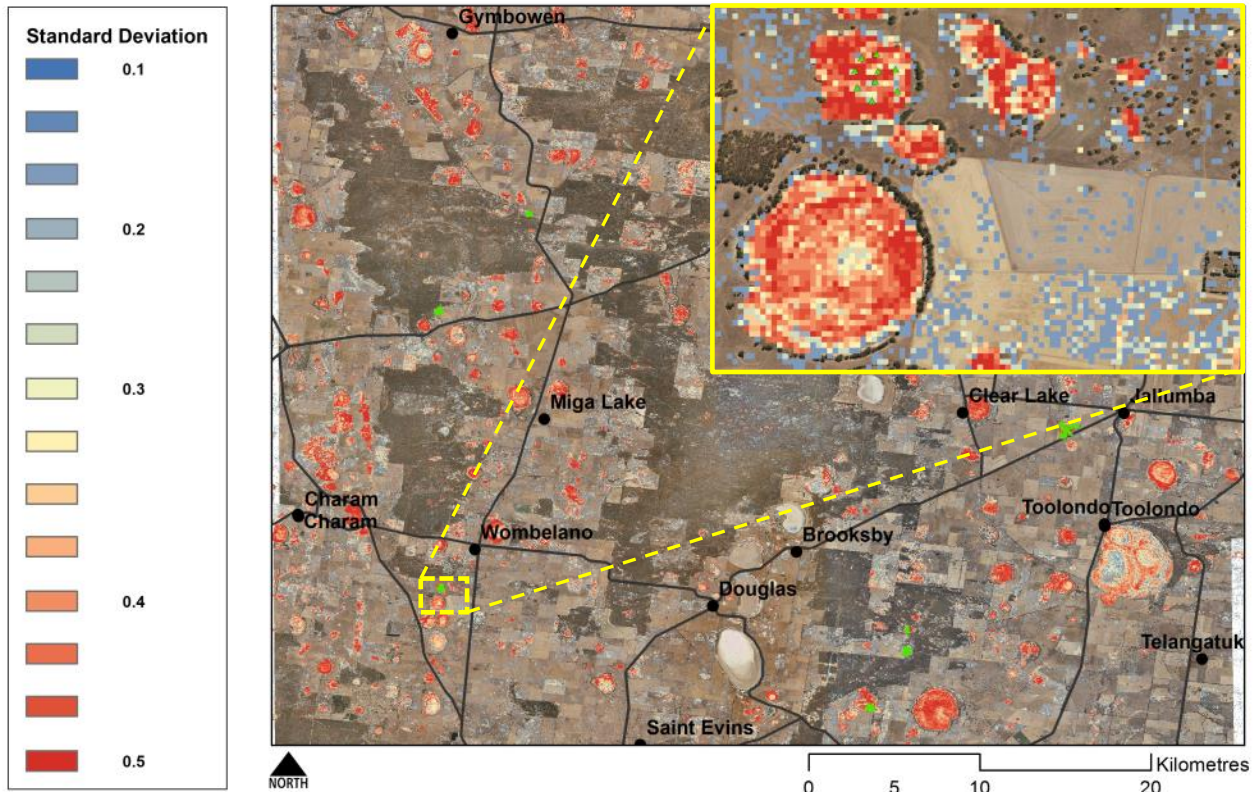 Standard Deviation
0.1
0.2
0.3
0.4
0.5
Gymbowen
Miga Lake
Clear Lake
Jallumba
Charam
Charam
Wombelano
Toolondo
Toolondo
Brooksby
Douglas
Telangatuk
Saint Evins
NORTH
Kilometres
0 5 10 20